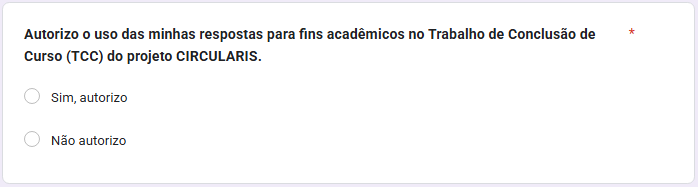 Autorizo o uso das minhas respostas para fins acadêmicos no Trabalho de Conclusão de *
Curso (TCC) do projeto CIRCULARIS.
Sim, autorizo
Não autorizo